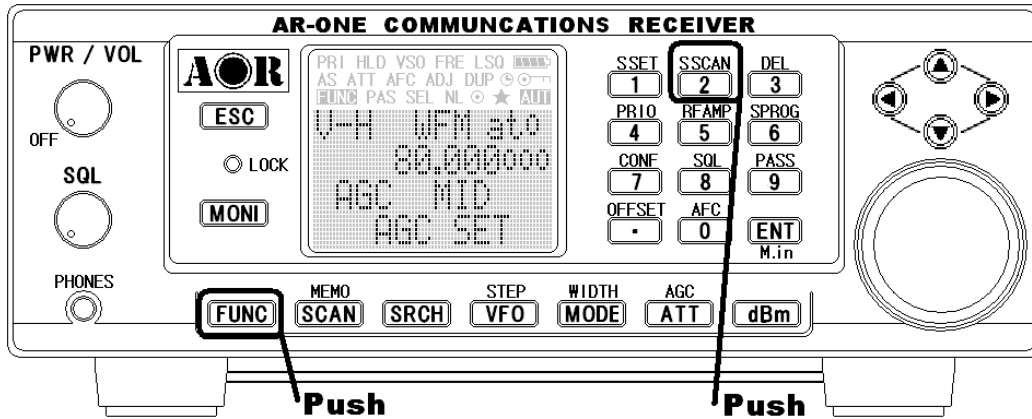 AR-ONE COMMUNCATIONS RECEIVER
PWR / VOL
OFF
SQL
PHONES
AOR
ESC
LOCK
MONI
PRI HLD VSO FRE LSQ
AS ATT AFC ADJ DUP
FUNC PAS SEL NL AUT
V-H WFM ato
80.000000
AGC MID
AGC SET
SSET SSCAN DEL
1 2 3
PRIO RFAMP SPROG
4 5 6
CONF SQL PASS
7 8 9
OFFSET AFC
. 0 ENT
M.in
MEMO STEP WIDTH AGC
FUNC SCAN SRCH VFO MODE ATT dBm
Push Push